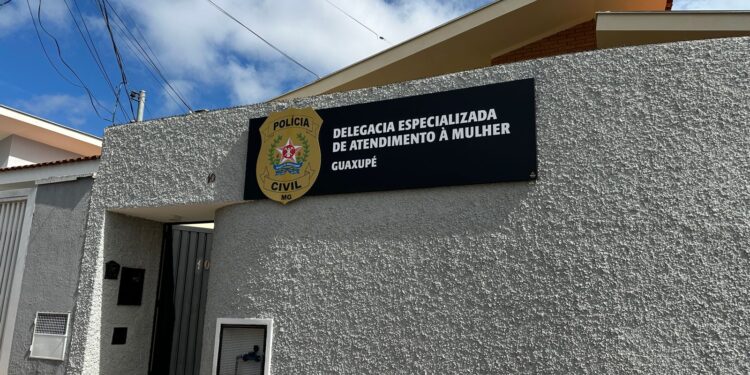 POLÍCIA
CIVIL
MG
DELEGACIA ESPECIALIZADA
DE ATENDIMENTO À MULHER
GUAXUPÉ